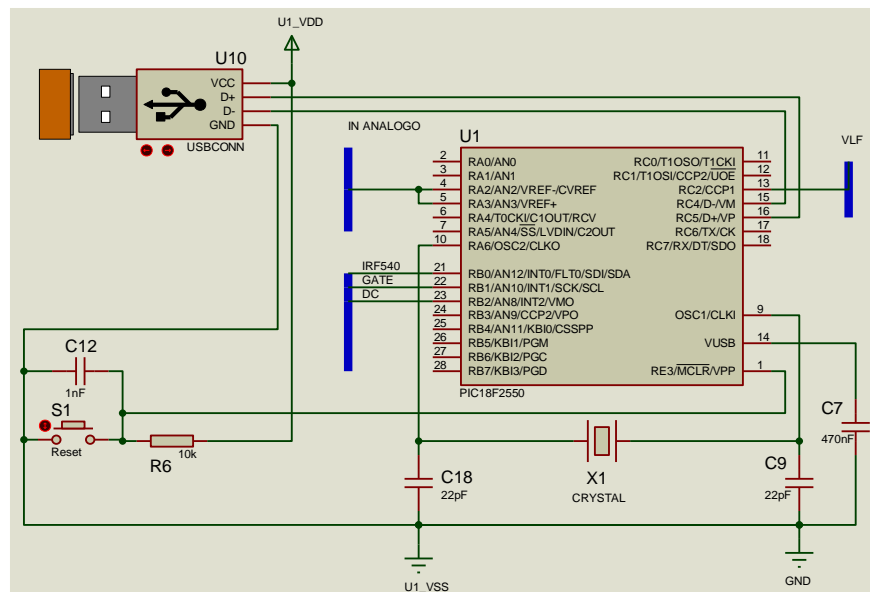 U1_VDD
U10
VCC
D+
D-
GND
USBCONN
IN ANALOGO
U1
VLF
2 RA0/AN0
3 RA1/AN1
4 RA2/AN2/VREF-/CVREF
5 RA3/AN3/VREF+
6 RA4/T0CKI/C1OUT/RCV
7 RA5/AN4/SS/LVDIN/C2OUT
10 RA6/OSC2/CLKO
RC0/T1OSO/T1CKI 11
RC1/T1OSI/CCP2/UOE 12
RC2/CCP1 13
RC4/D-/VM 15
RC5/D+/VP 16
RC6/TX/CK 17
RC7/RX/DT/SDO 18
IRF540
GATE
DC
21 RB0/AN12/INT0/FLT0/SDI/SDA
22 RB1/AN10/INT1/SCK/SCL
23 RB2/AN8/INT2/VMO
24 RB3/AN9/CCP2/VPO
25 RB4/AN11/KBI0/CSSPP
26 RB5/KBI1/PGM
27 RB6/KBI2/PGC
28 RB7/KBI3/PGD
OSC1/CLKI 9
VUSB 14
RE3/MCLR/VPP 1
PIC18F2550
C12
1nF
S1
Reset
R6
10k
C7
470nF
C18
22pF
X1
CRYSTAL
C9
22pF
U1_VSS
GND